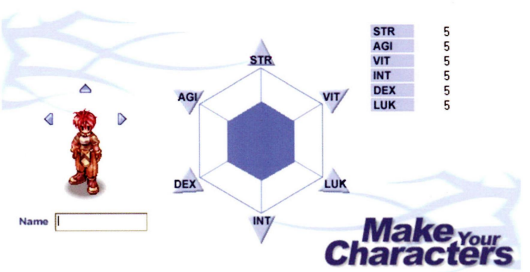 STR 5
AGI 5
VIT 5
INT 5
DEX 5
LUK 5
STR
AGI VIT
DEX LUK
INT
Name
Make Your
Characters